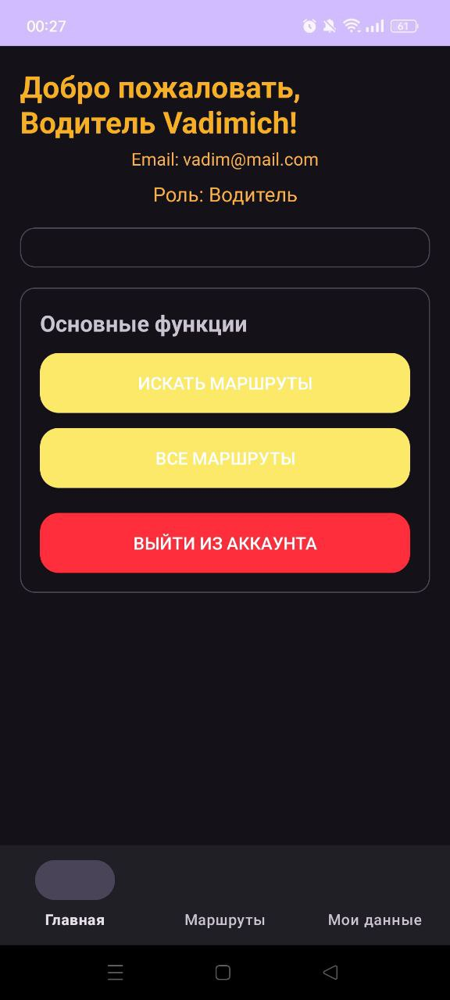 00:27
61
Добро пожаловать,
Водитель Vadimich!
Email: vadim@mail.com
Роль: Водитель
Основные функции
ИСКАТЬ МАРШРУТЫ
ВСЕ МАРШРУТЫ
ВЫЙТИ ИЗ АККАУНТА
Главная
Маршруты
Мои данные